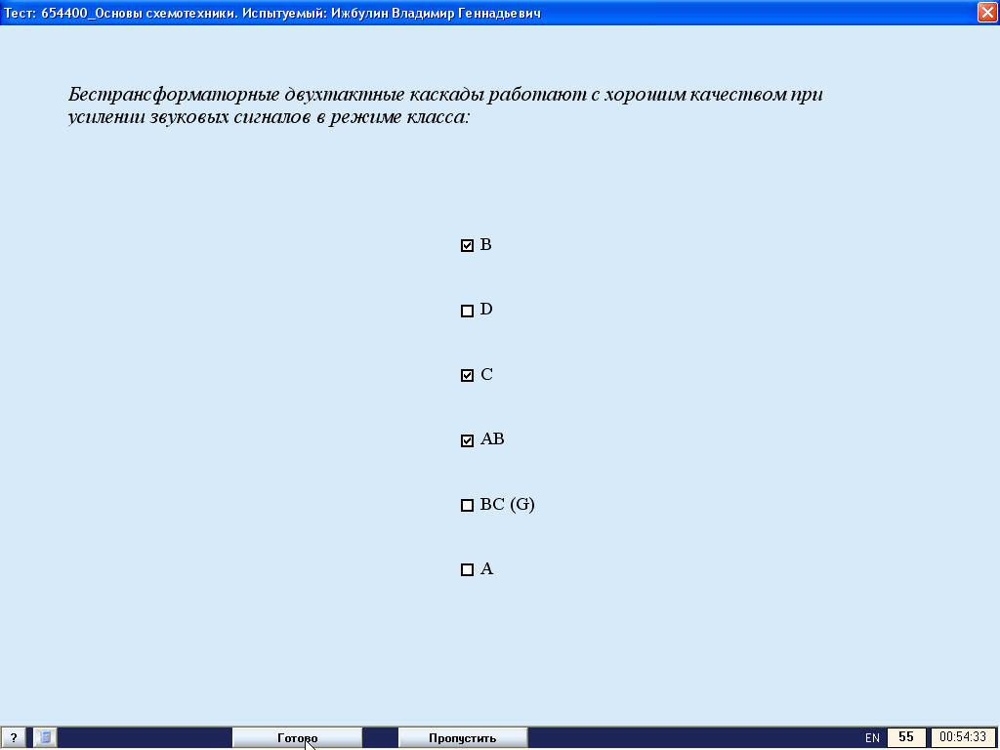 Тест: 654400_Основы схемотехники. Испытуемый: Ижбулин Владимир Геннадьевич
Бестрансформаторные двухтактные каскады работают с хорошим качеством при
усилении звуковых сигналов в режиме класса:
B
D
C
AB
BC (G)
A
? Готово Пропустить EN 55 00:54:33